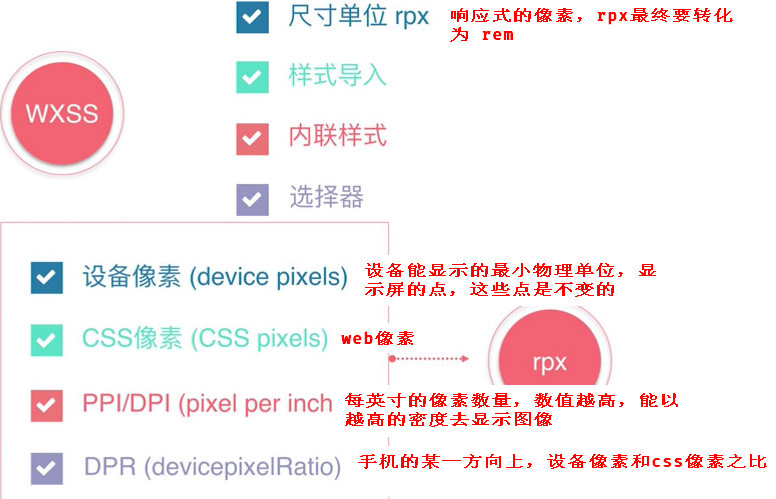 尺寸单位 rpx
响应式的像素，rpx最终要转化
为 rem
样式导入
WXSS
内联样式
选择器
设备像素 (device pixels)
设备能显示的最小物理单位，显
示屏的点，这些点是不变的
CSS像素 (CSS pixels)
web像素
rpx
PPI/DPI (pixel per inch
每英寸的像素数量，数值越高，能以
越高的密度去显示图像
DPR (devicepixelRatio)
手机的某一方向上，设备像素和css像素之比